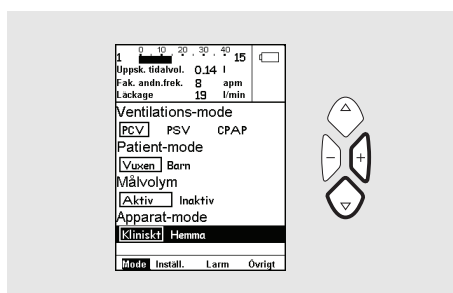 0 10 20 30 40
1 15
Uppsk. tidalvol. 0.14 l
Fak. andn.frek. 8 apm
Läckage 19 l/min
Ventilations-mode
PCV PSV CPAP
Patient-mode
Vuxen Barn
Målvolym
Aktiv Inaktiv
Apparat-mode
Kliniskt Hemma
Mode Inställ. Larm Övrigt
− +